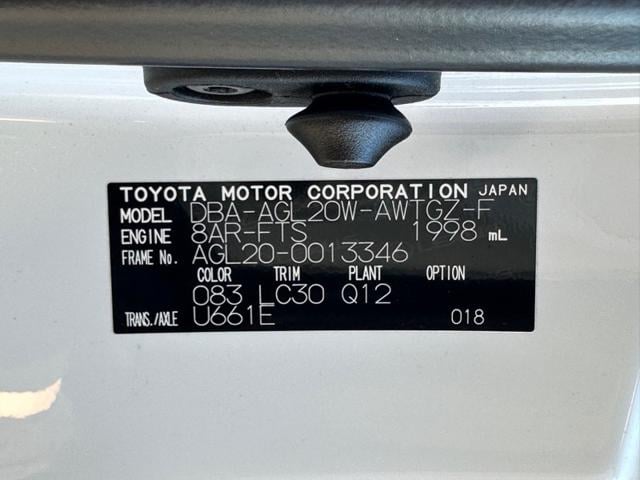 TOYOTA MOTOR CORPORATION JAPAN
MODEL DBA-AGL20W-AWTGZ-F
ENGINE 8AR-FTS 1998 mL
FRAME No. AGL20-0013346
COLOR TRIM PLANT OPTION
083 LC30 Q12
TRANS./AXLE U661E 018